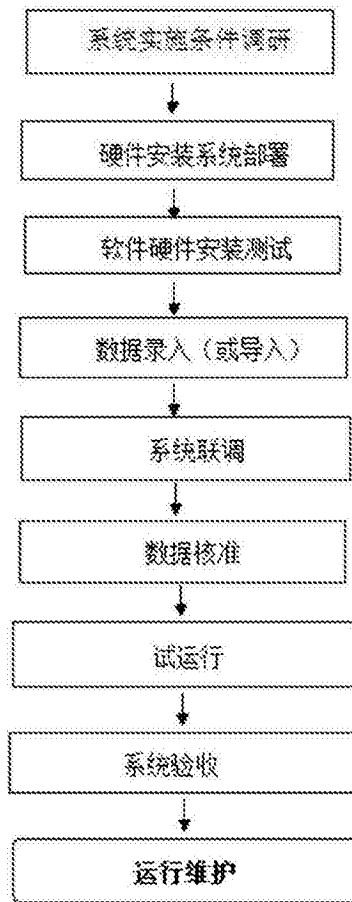 系统实施条件调研
硬件安装系统部署
软件硬件安装测试
数据录入（或导入）
系统联调
数据核准
试运行
系统验收
运行维护